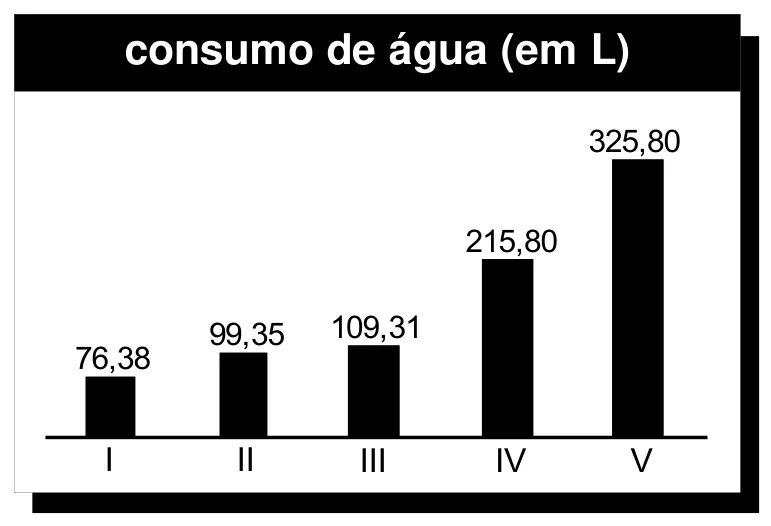 consumo de água (em L)
325,80
215,80
109,31
99,35
76,38
I II III IV V